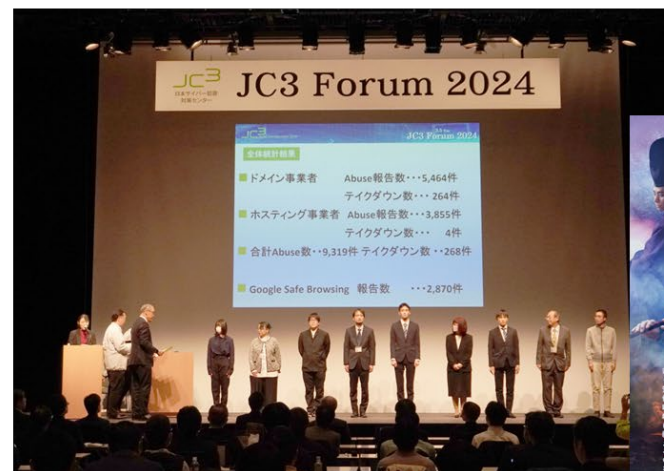 JC3
日本サイバー犯罪
対策センター
JC3 Forum 2024
JC3
JC3 Forum 2024
全体統計結果
■ドメイン事業者 Abuse報告数・・・5,464件
テイクダウン数・・・ 264件
■ホスティング事業者 Abuse報告数・・・3,855件
テイクダウン数・・・ 4件
■合計Abuse数・・9,319件 テイクダウン数・・268件
■Google Safe Browsing 報告数 ・・・2,870件